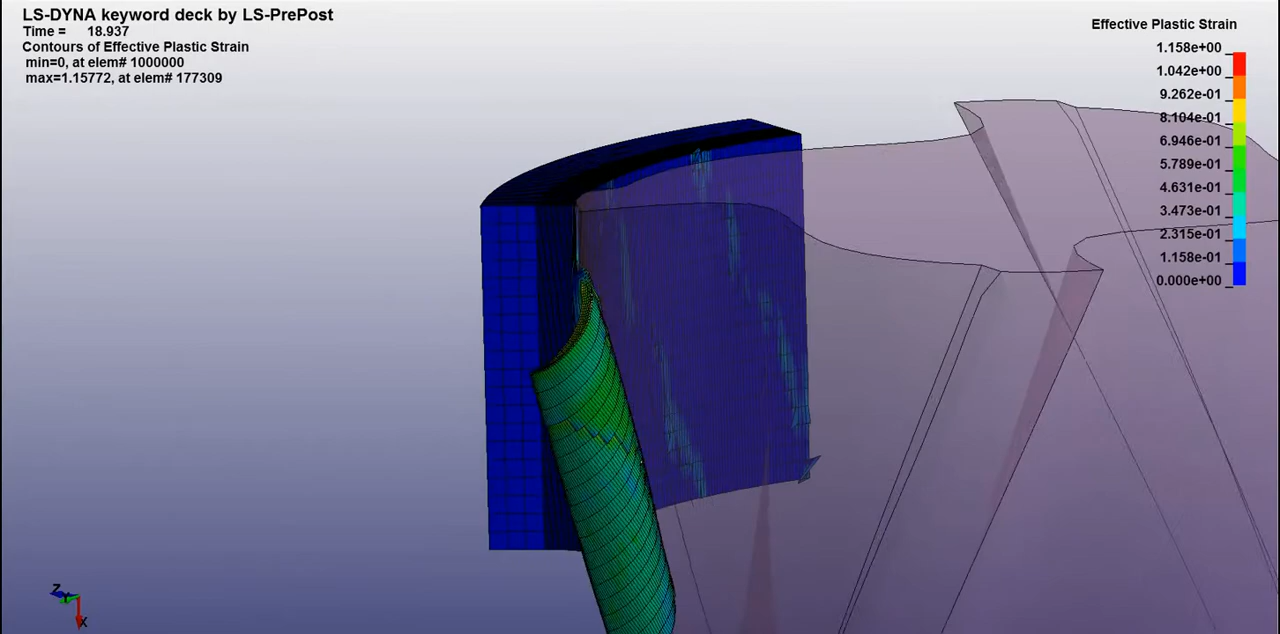 LS-DYNA keyword deck by LS-PrePost
Time = 18.937
Contours of Effective Plastic Strain
min=0, at elem# 1000000
max=1.15772, at elem# 177309
Effective Plastic Strain
1.158e+00
1.042e+00
9.262e-01
8.104e-01
6.946e-01
5.789e-01
4.631e-01
3.473e-01
2.315e-01
1.158e-01
0.000e+00
Z
Y
X